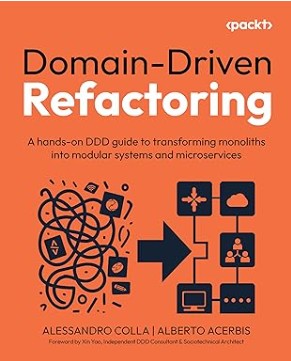 <packt>
Domain-Driven
Refactoring
A hands-on DDD guide to transforming monoliths
into modular systems and microservices
ALESSANDRO COLLA | ALBERTO ACERBIS
Foreword by Xin Yao, Independent DDD Consultant & Sociotechnical Architect